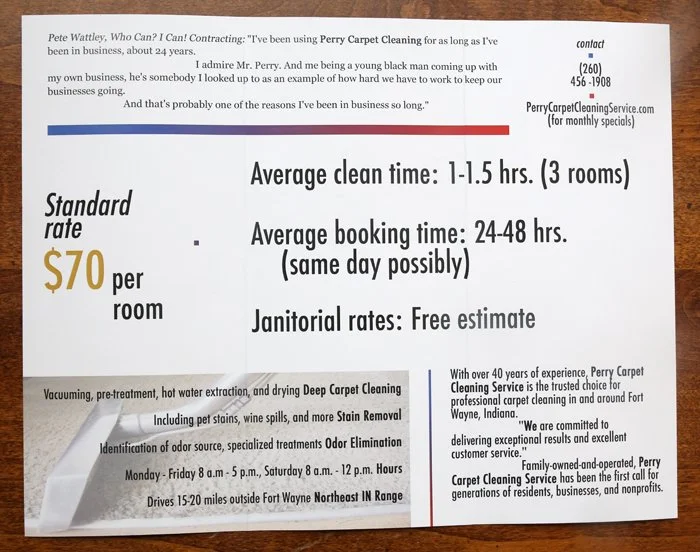 Pete Wattley, Who Can? I Can! Contracting: "I've been using Perry Carpet Cleaning for as long as I've
been in business, about 24 years.
I admire Mr. Perry. And me being a young black man coming up with
my own business, he's somebody I looked up to as an example of how hard we have to work to keep our
businesses going.
And that's probably one of the reasons I've been in business so long."
contact
(260)
456 -1908
PerryCarpetCleaningService.com
(for monthly specials)
Standard
rate
$70 per
room
Average clean time: 1-1.5 hrs. (3 rooms)
Average booking time: 24-48 hrs.
(same day possibly)
Janitorial rates: Free estimate
Vacuuming, pre-treatment, hot water extraction, and drying Deep Carpet Cleaning
Including pet stains, wine spills, and more Stain Removal
Identification of odor source, specialized treatments Odor Elimination
Monday - Friday 8 a.m - 5 p.m., Saturday 8 a.m. - 12 p.m. Hours
Drives 15-20 miles outside Fort Wayne Northeast IN Range
With over 40 years of experience, Perry Carpet
Cleaning Service is the trusted choice for
professional carpet cleaning in and around Fort
Wayne, Indiana.
"We are committed to
delivering exceptional results and excellent
customer service."
Family-owned-and-operated, Perry
Carpet Cleaning Service has been the first call for
generations of residents, businesses, and nonprofits.